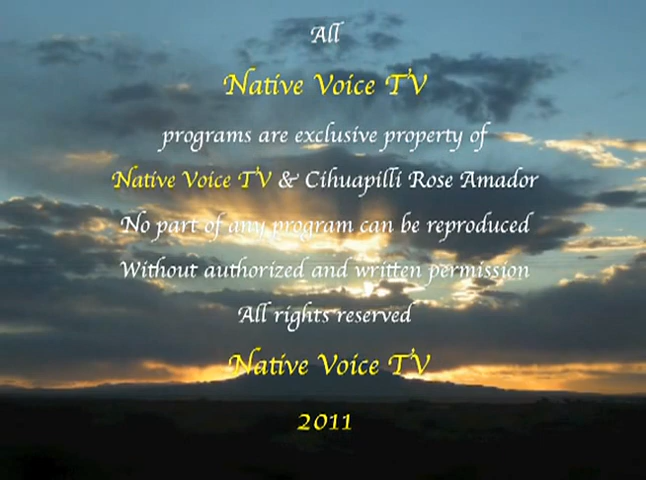 All
Native Voice TV
programs are exclusive property of
Native Voice TV & Cihuapilli Rose Amador
No part of any program can be reproduced
Without authorized and written permission
All rights reserved
Native Voice TV
2011